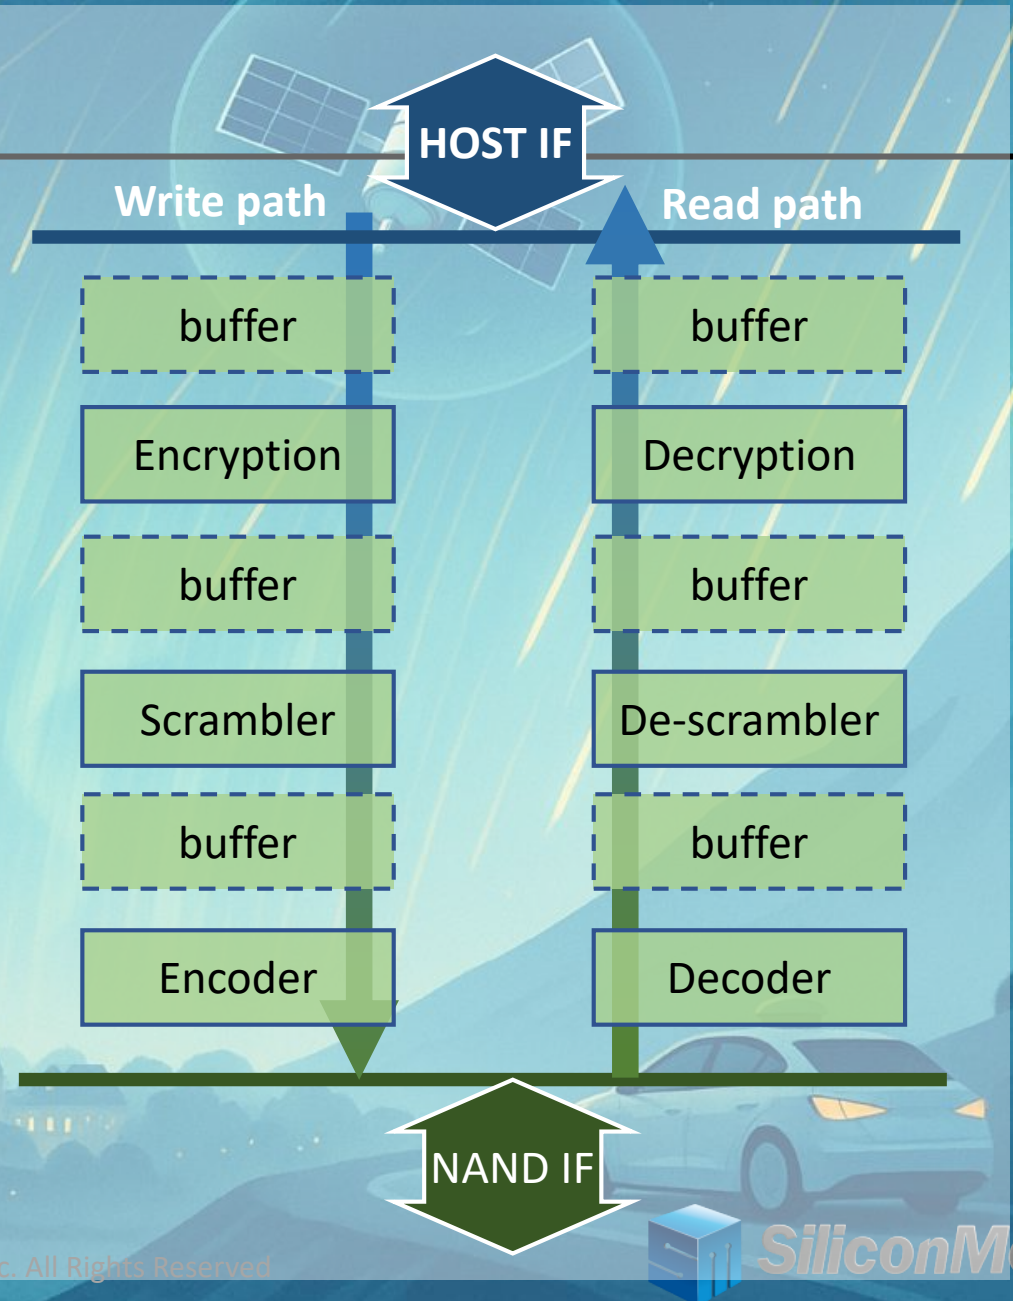 HOST IF
Write path
Read path
buffer
buffer
Encryption
Decryption
buffer
buffer
Scrambler
De-scrambler
buffer
buffer
Encoder
Decoder
NAND IF
c. All Rights Reserved
SiliconM